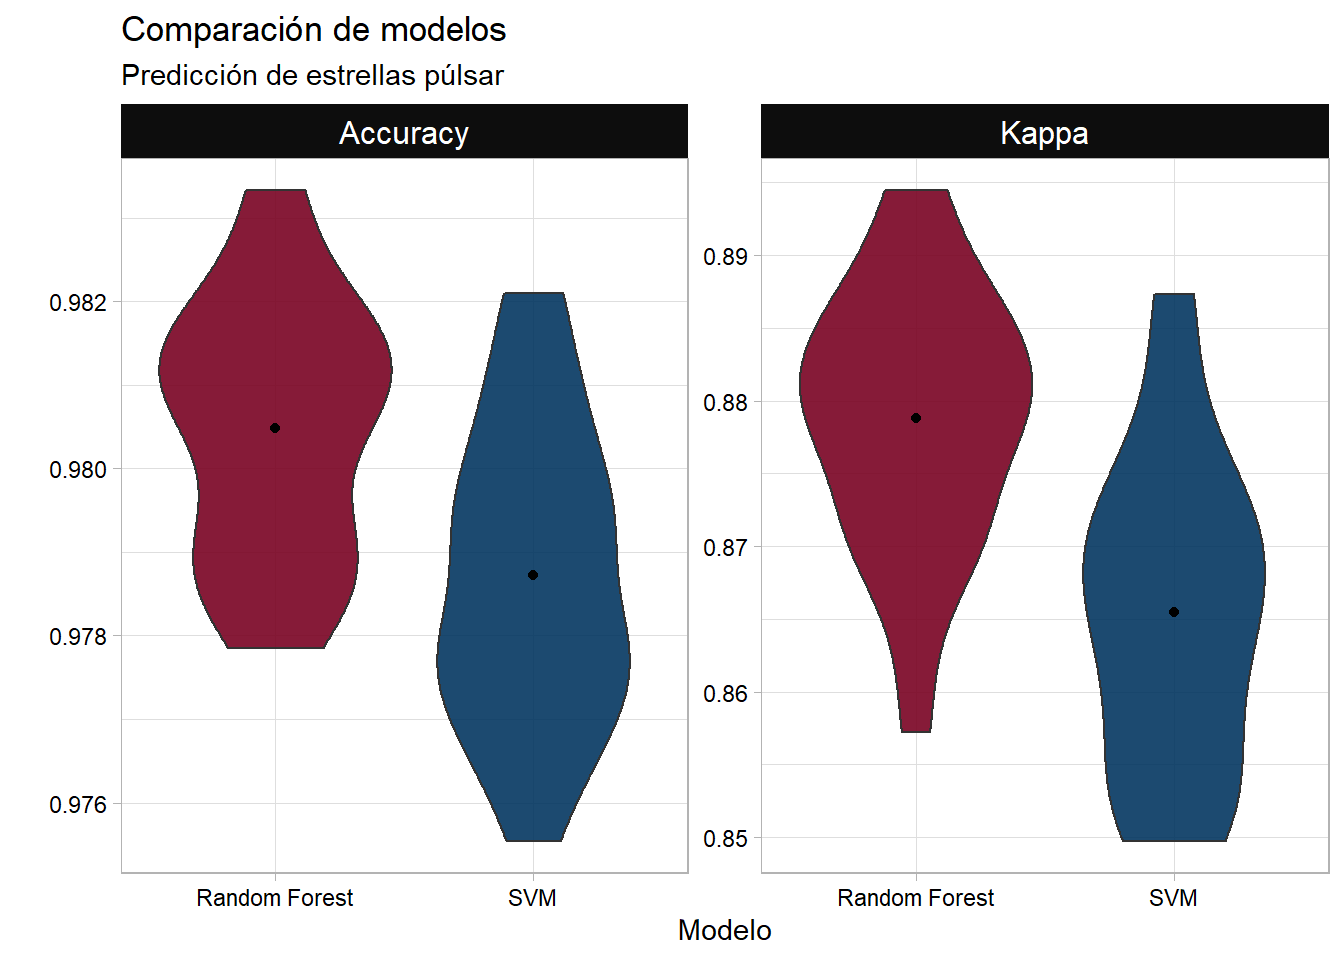 Comparación de modelos
Predicción de estrellas púlsar
Accuracy
Kappa
0.982
0.980
0.978
0.976
0.89
0.88
0.87
0.86
0.85
Random Forest
SVM
Random Forest
SVM
Modelo